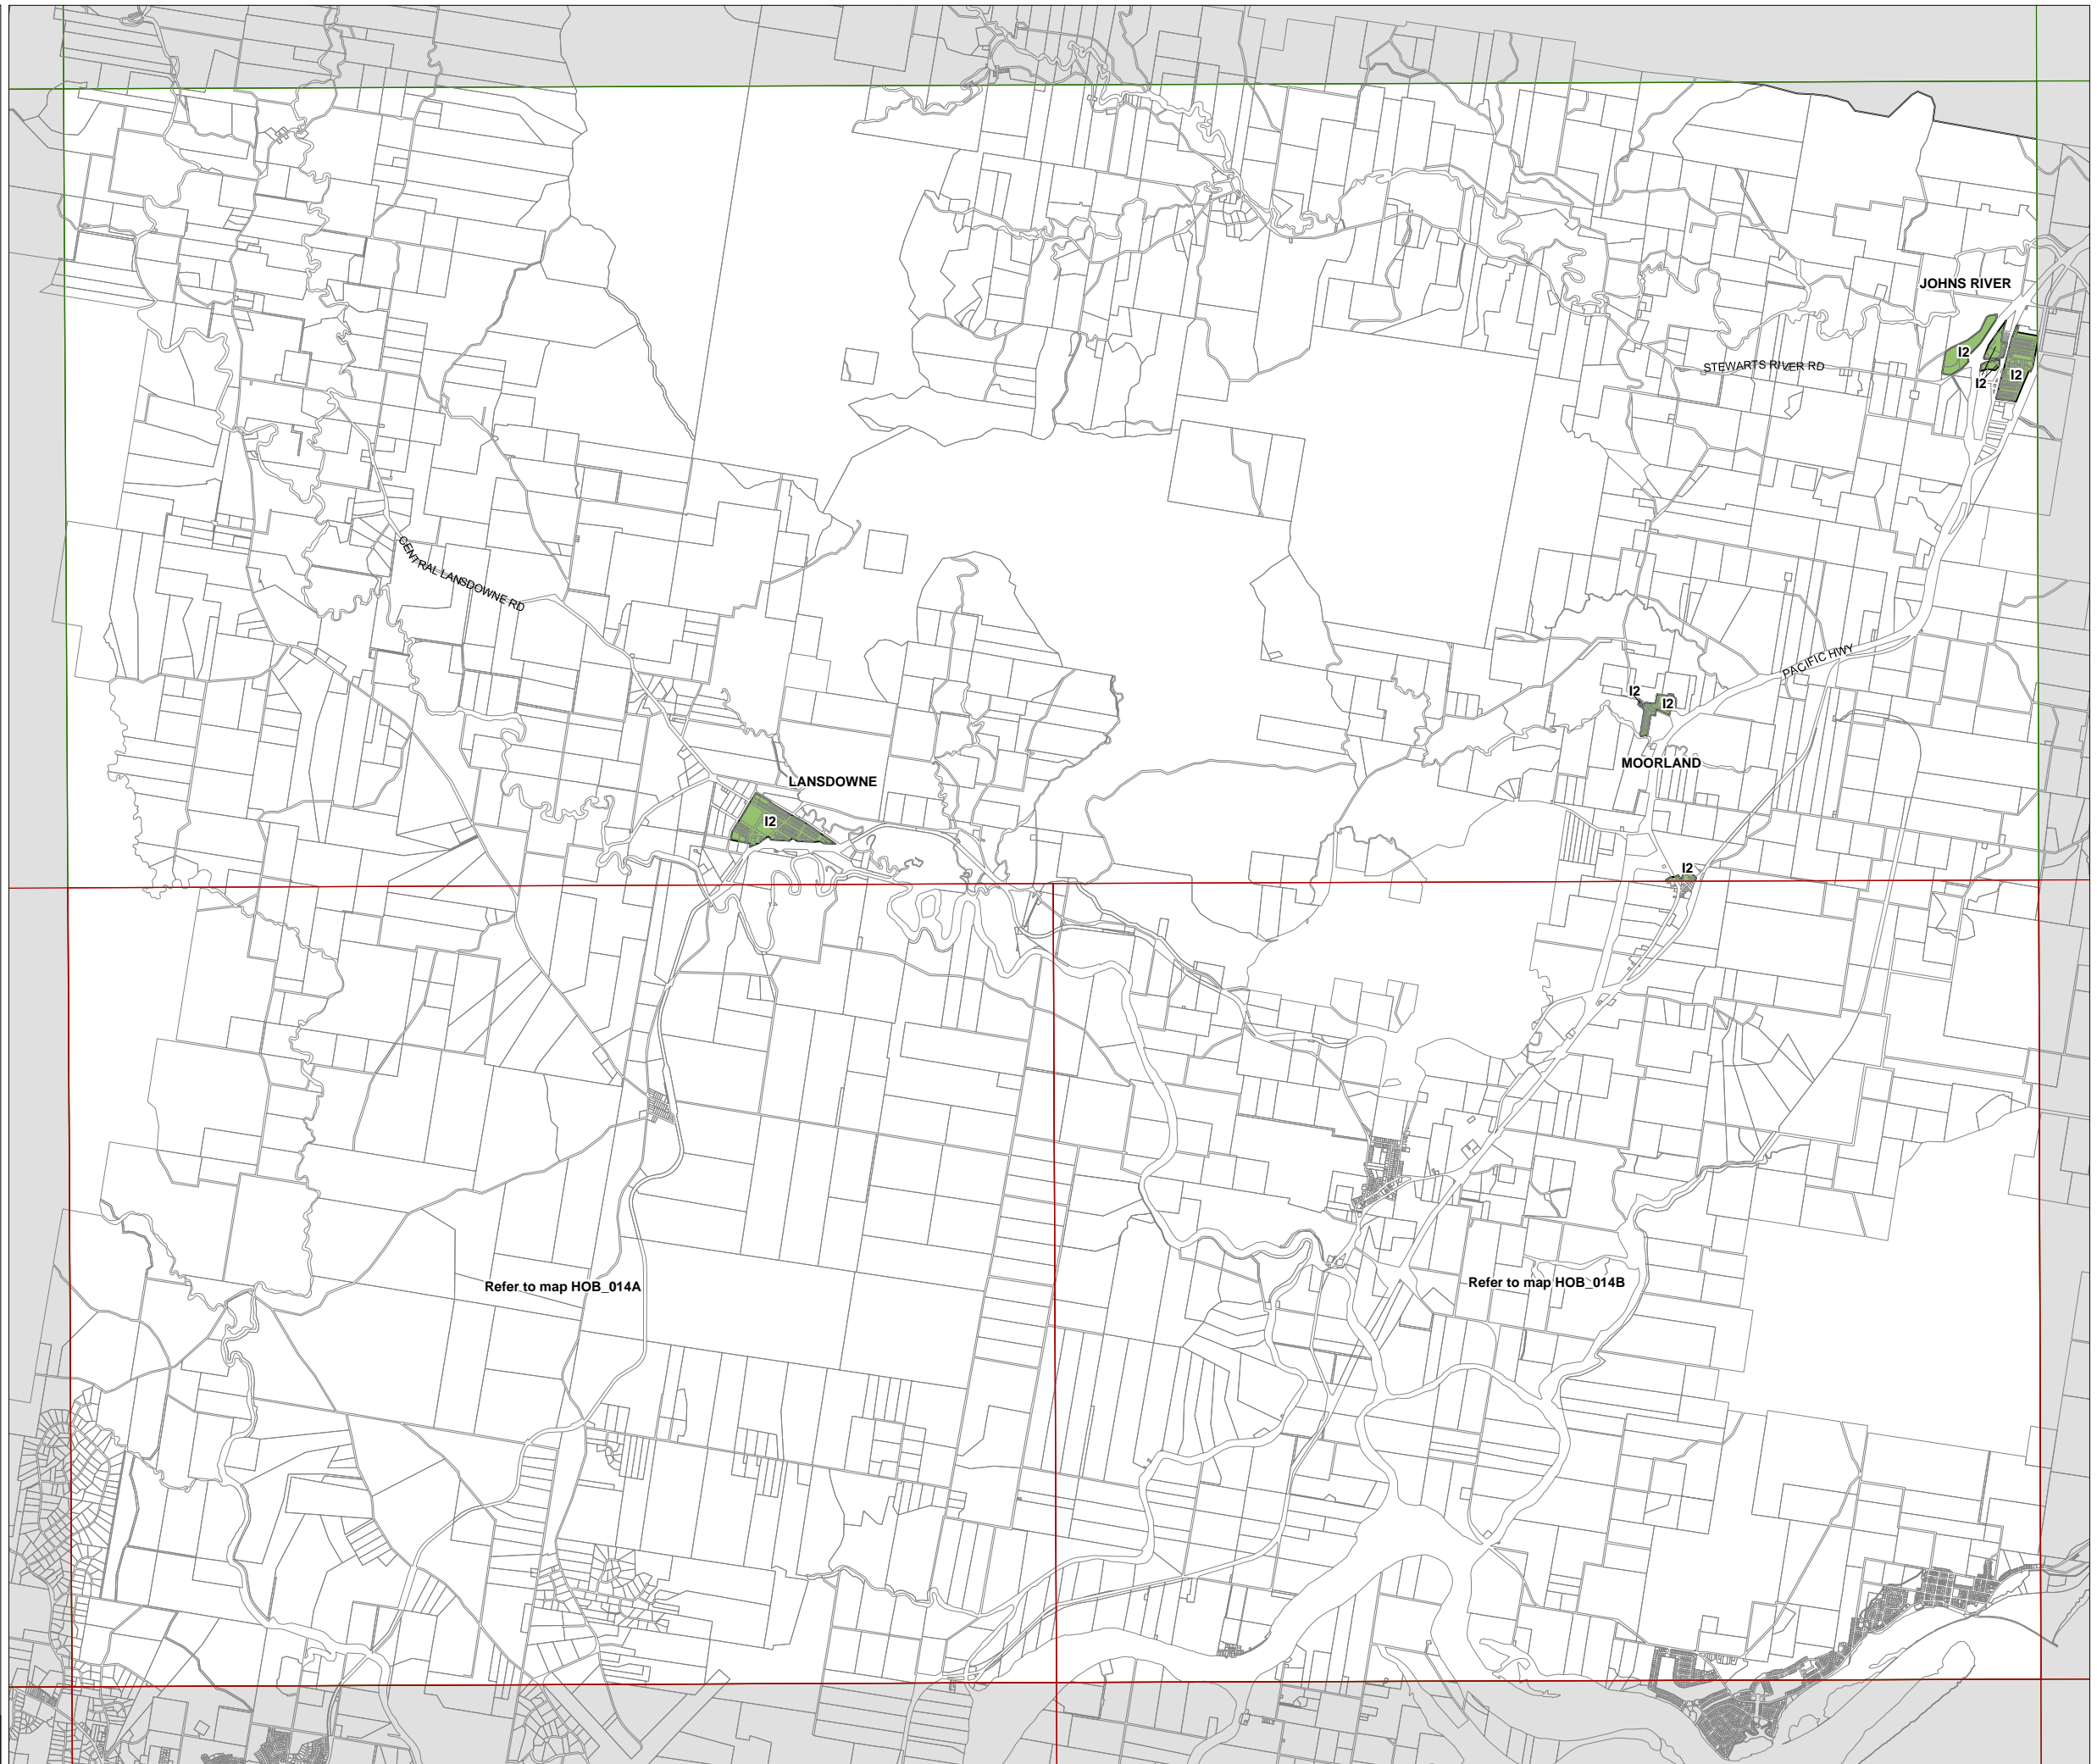 JOHNS RIVER
I2
STEWARTS RIVER RD
I2
I2
CENTRAL LANSDOWNE RD
PACIFIC HWY
I2
I2
MOORLAND
LANSDOWNE
I2
I2
Refer to map HOB_014A
Refer to map HOB_014B